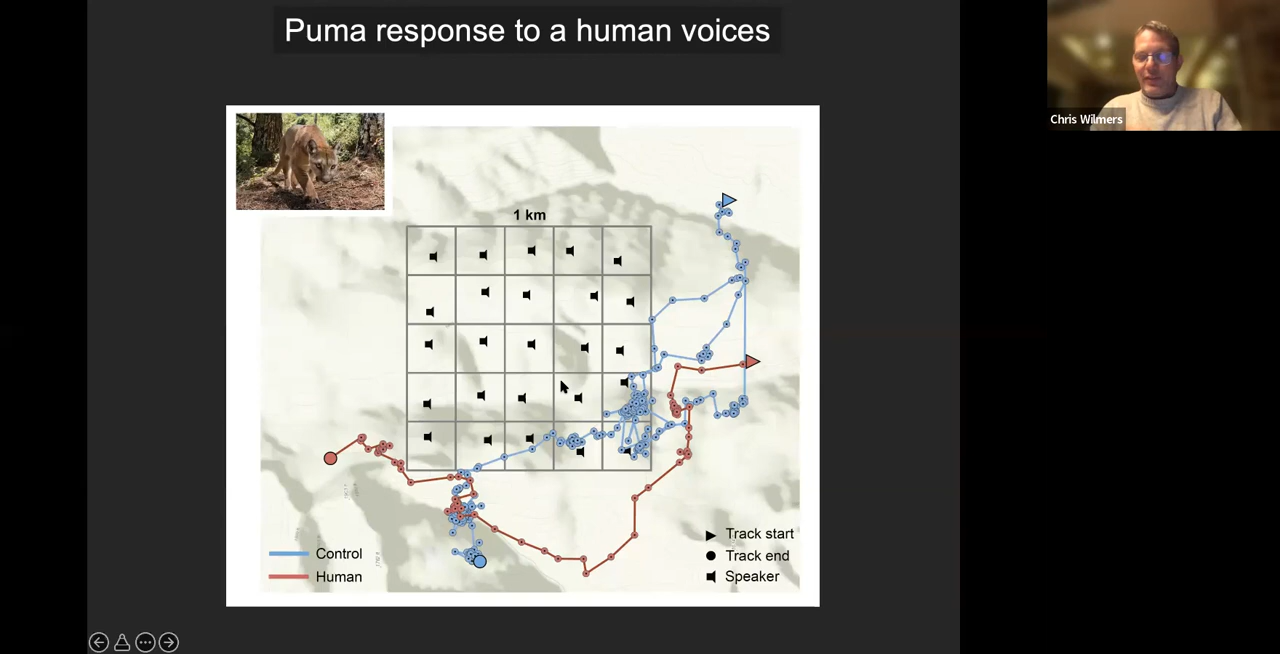 Puma response to a human voices
Chris Wilmers
1 km
Track start
Track end
Speaker
Control
Human